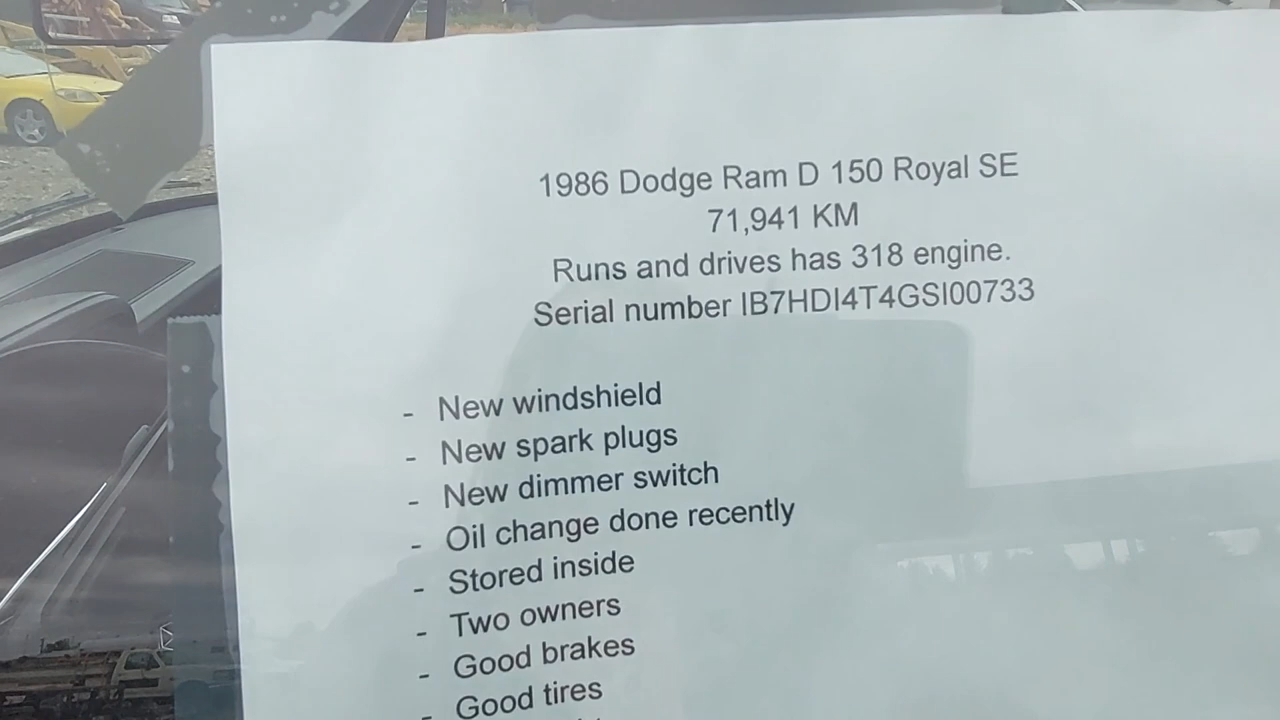 1986 Dodge Ram D 150 Royal SE
71,941 KM
Runs and drives has 318 engine.
Serial number IB7HDI4T4GSI00733
- New windshield
- New spark plugs
- New dimmer switch
- Oil change done recently
- Stored inside
- Two owners
- Good brakes
- Good tires